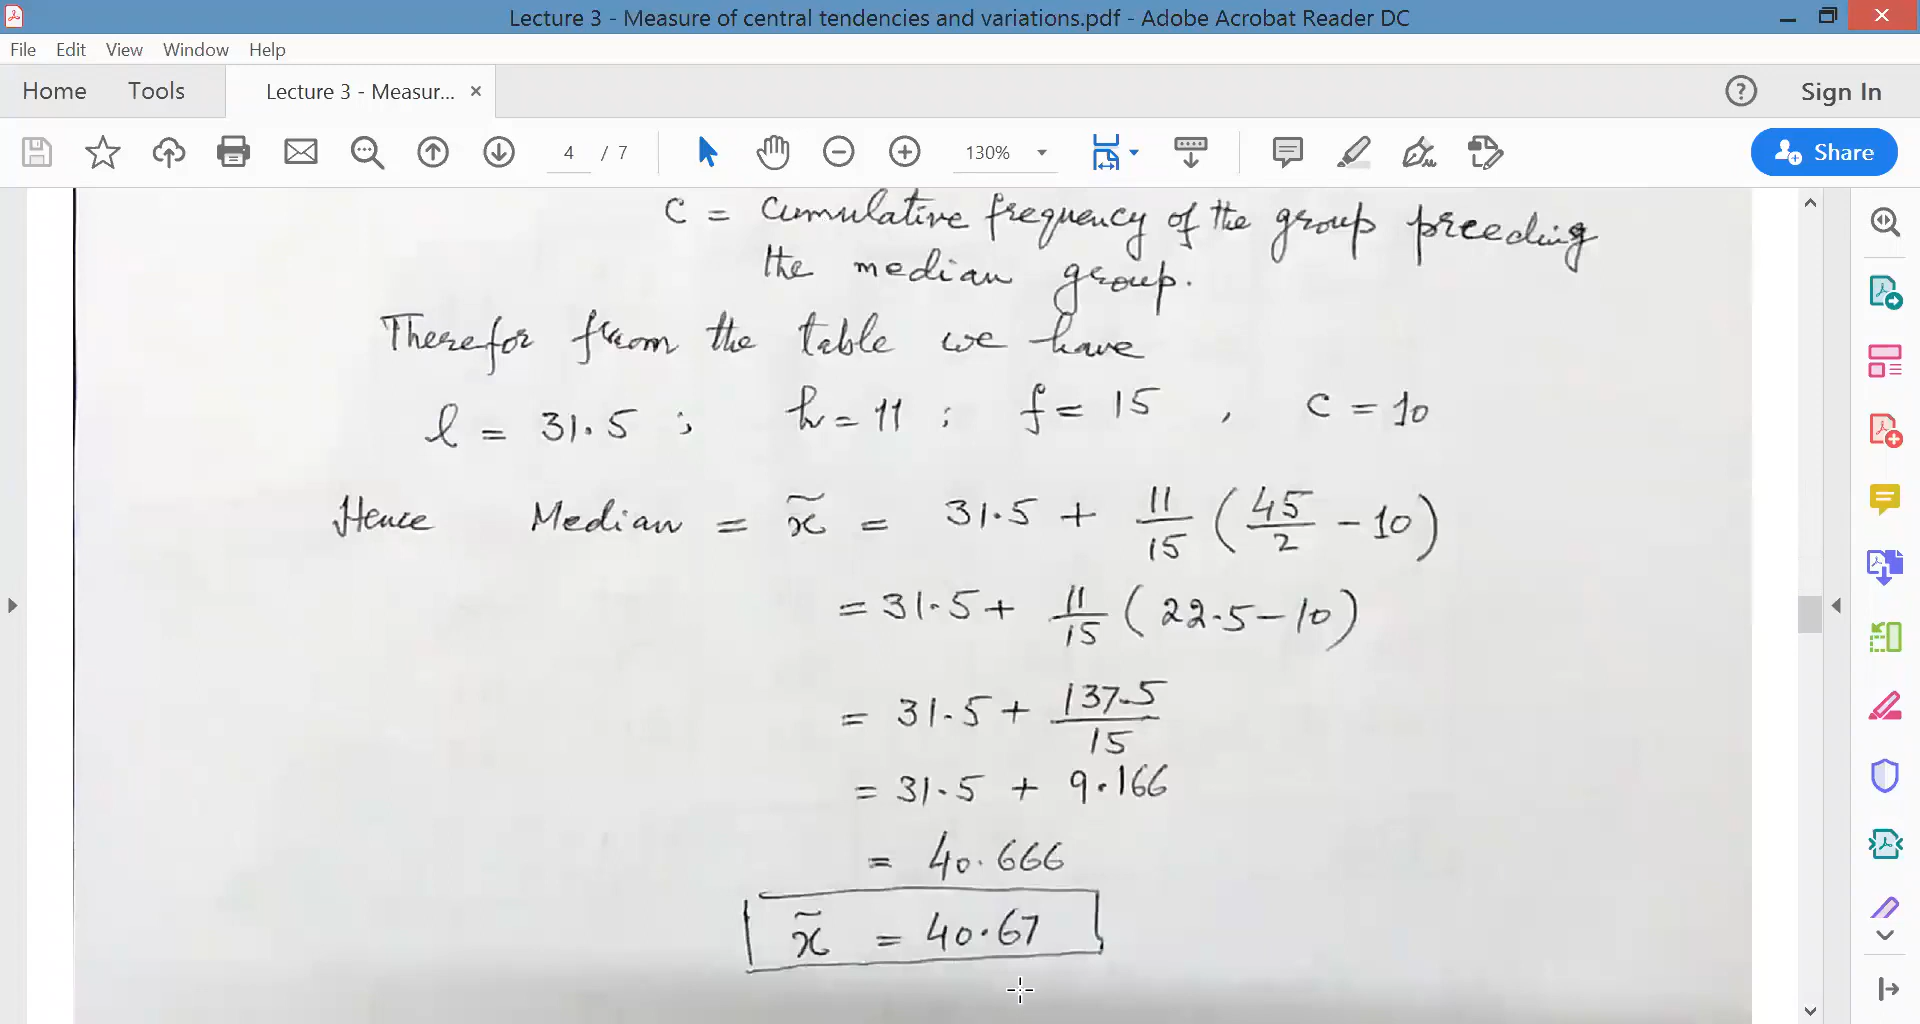 Lecture 3 - Measure of central tendencies and variations.pdf - Adobe Acrobat Reader DC
File Edit View Window Help
Home Tools Lecture 3 - Measur... × Sign In
4 / 7 130% Share
C = Cumulative frequency of the group preeding
the median group.
Therefor from the table we have
l = 31.5 ; h = 11 ; f = 15 , C = 10
Hence Median = x̃ = 31.5 + 11/15 (45/2 - 10)
= 31.5 + 11/15 (22.5 - 10)
= 31.5 + 137.5/15
= 31.5 + 9.166
= 40.666
x̃ = 40.67